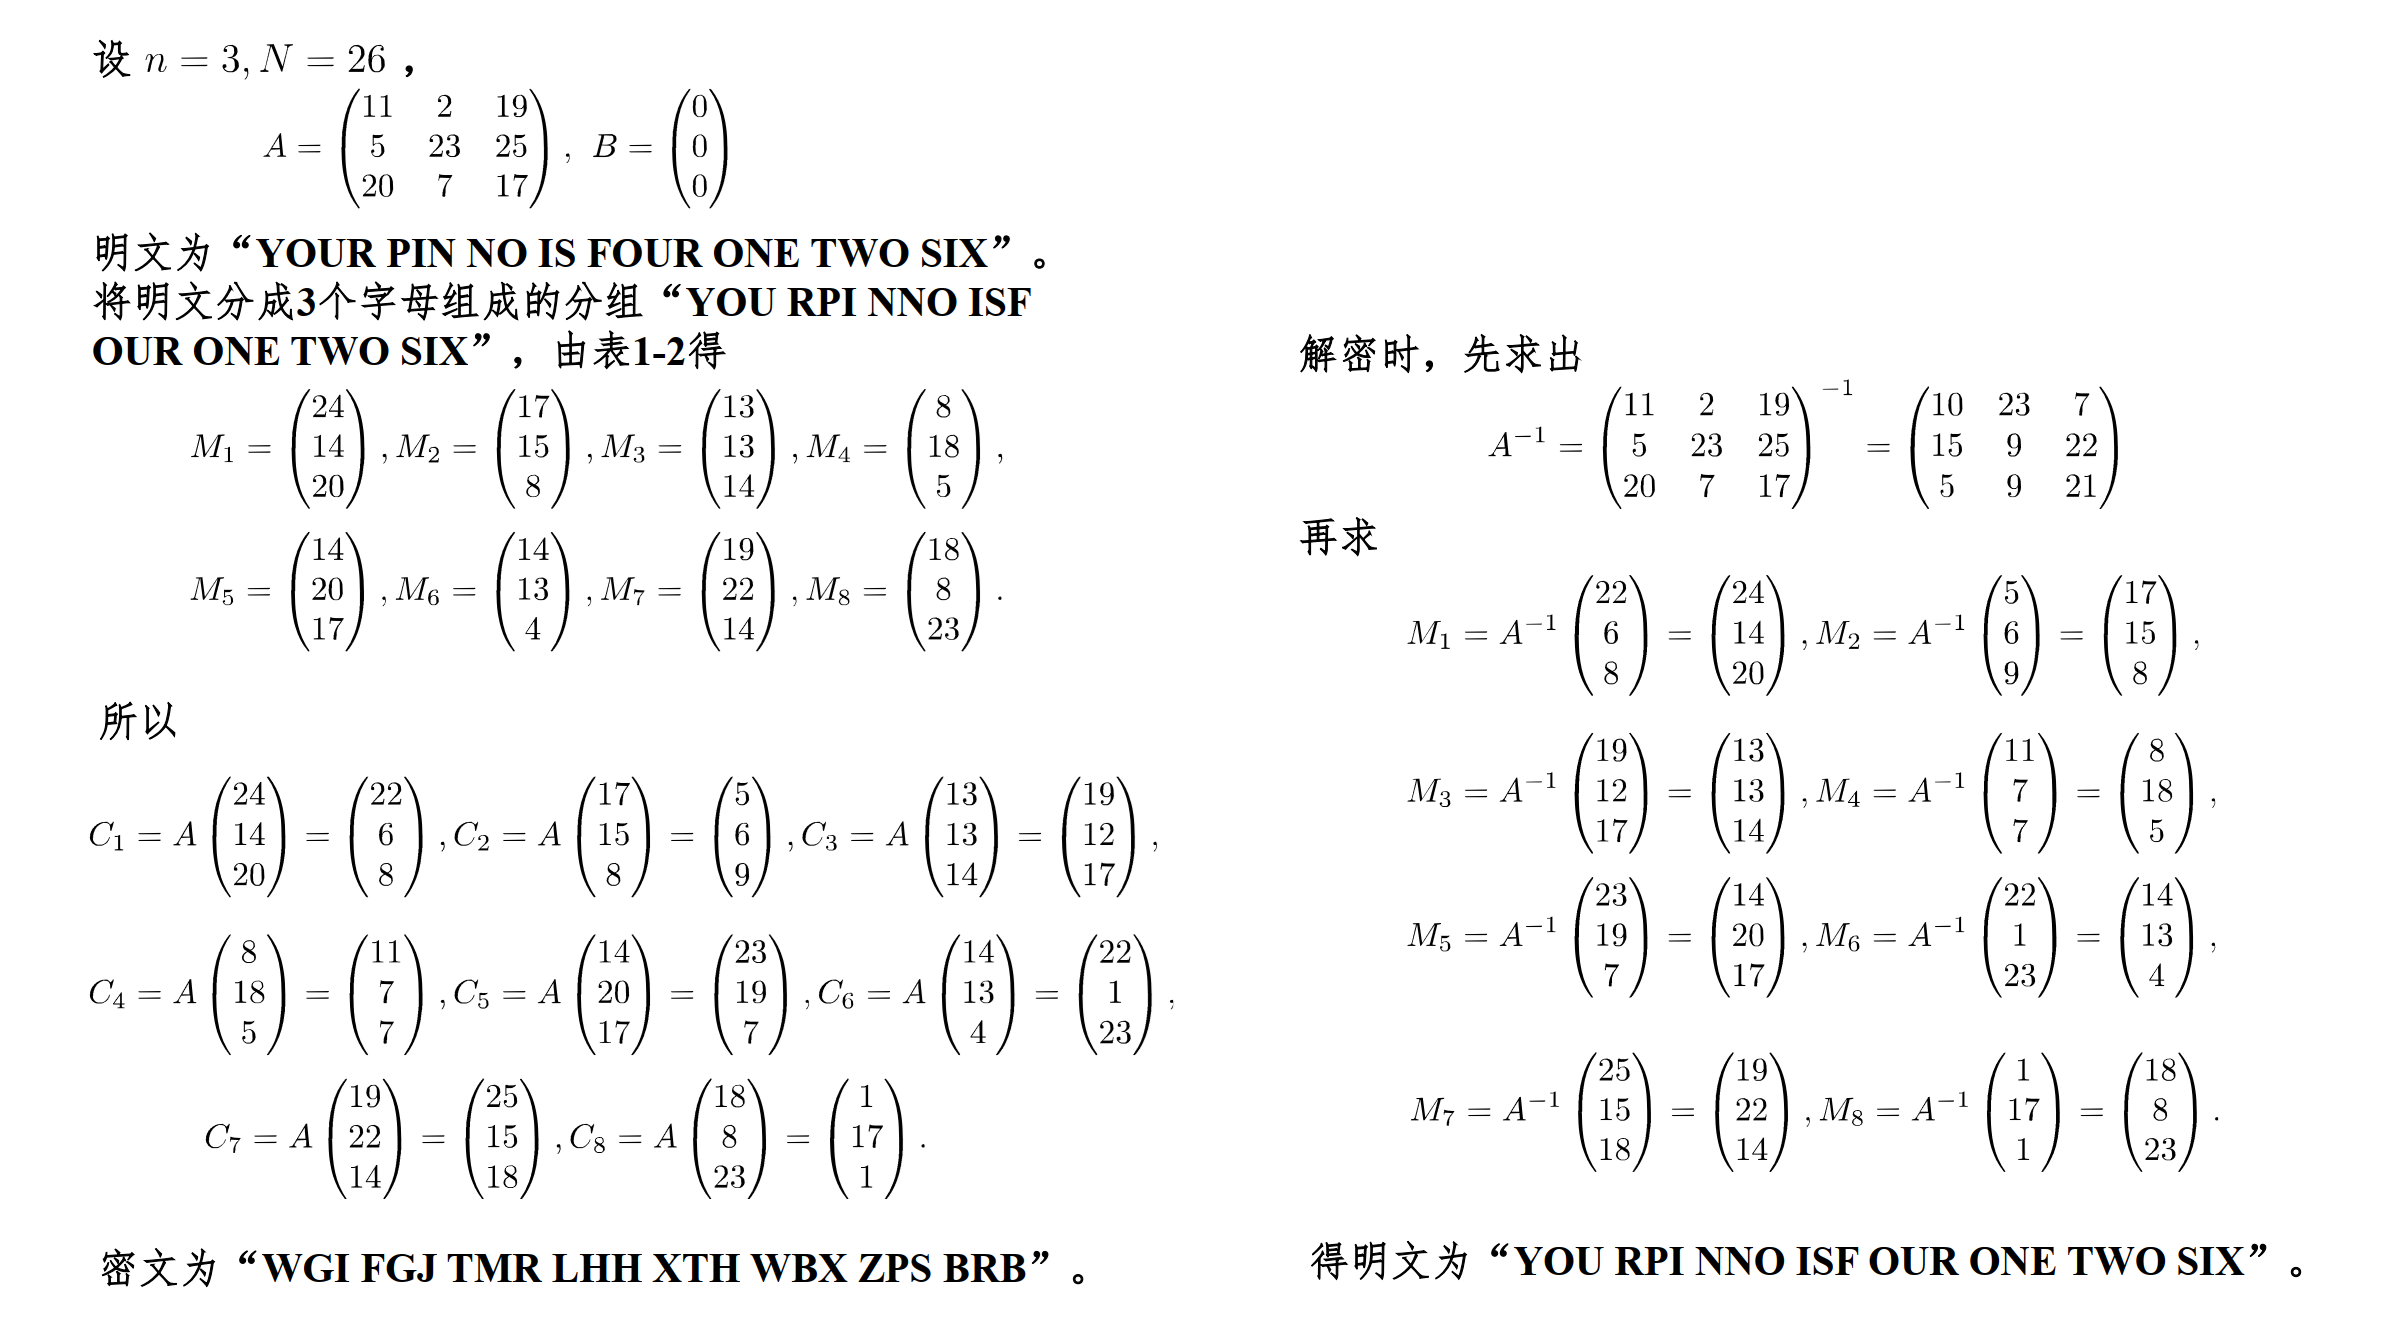 设 n = 3, N = 26 ，
A = \begin{pmatrix} 11 & 2 & 19 \\ 5 & 23 & 25 \\ 20 & 7 & 17 \end{pmatrix} , B = \begin{pmatrix} 0 \\ 0 \\ 0 \end{pmatrix}
明文为“YOUR PIN NO IS FOUR ONE TWO SIX”。
将明文分成3个字母组成的分组“YOU RPI NNO ISF
OUR ONE TWO SIX”，由表1-2得
M_1 = \begin{pmatrix} 24 \\ 14 \\ 20 \end{pmatrix} , M_2 = \begin{pmatrix} 17 \\ 15 \\ 8 \end{pmatrix} , M_3 = \begin{pmatrix} 13 \\ 13 \\ 14 \end{pmatrix} , M_4 = \begin{pmatrix} 8 \\ 18 \\ 5 \end{pmatrix} ,
M_5 = \begin{pmatrix} 14 \\ 20 \\ 17 \end{pmatrix} , M_6 = \begin{pmatrix} 14 \\ 13 \\ 4 \end{pmatrix} , M_7 = \begin{pmatrix} 19 \\ 22 \\ 14 \end{pmatrix} , M_8 = \begin{pmatrix} 18 \\ 8 \\ 23 \end{pmatrix} .
所以
C_1 = A \begin{pmatrix} 24 \\ 14 \\ 20 \end{pmatrix} = \begin{pmatrix} 22 \\ 6 \\ 8 \end{pmatrix} , C_2 = A \begin{pmatrix} 17 \\ 15 \\ 8 \end{pmatrix} = \begin{pmatrix} 5 \\ 6 \\ 9 \end{pmatrix} , C_3 = A \begin{pmatrix} 13 \\ 13 \\ 14 \end{pmatrix} = \begin{pmatrix} 19 \\ 12 \\ 17 \end{pmatrix} ,
C_4 = A \begin{pmatrix} 8 \\ 18 \\ 5 \end{pmatrix} = \begin{pmatrix} 11 \\ 7 \\ 7 \end{pmatrix} , C_5 = A \begin{pmatrix} 14 \\ 20 \\ 17 \end{pmatrix} = \begin{pmatrix} 23 \\ 19 \\ 7 \end{pmatrix} , C_6 = A \begin{pmatrix} 14 \\ 13 \\ 4 \end{pmatrix} = \begin{pmatrix} 22 \\ 1 \\ 23 \end{pmatrix} ,
C_7 = A \begin{pmatrix} 19 \\ 22 \\ 14 \end{pmatrix} = \begin{pmatrix} 25 \\ 15 \\ 18 \end{pmatrix} , C_8 = A \begin{pmatrix} 18 \\ 8 \\ 23 \end{pmatrix} = \begin{pmatrix} 1 \\ 17 \\ 1 \end{pmatrix} .
密文为“WGI FGJ TMR LHH XTH WBX ZPS BRB”。
解密时，先求出
A^{-1} = \begin{pmatrix} 11 & 2 & 19 \\ 5 & 23 & 25 \\ 20 & 7 & 17 \end{pmatrix}^{-1} = \begin{pmatrix} 10 & 23 & 7 \\ 15 & 9 & 22 \\ 5 & 9 & 21 \end{pmatrix}
再求
M_1 = A^{-1} \begin{pmatrix} 22 \\ 6 \\ 8 \end{pmatrix} = \begin{pmatrix} 24 \\ 14 \\ 20 \end{pmatrix} , M_2 = A^{-1} \begin{pmatrix} 5 \\ 6 \\ 9 \end{pmatrix} = \begin{pmatrix} 17 \\ 15 \\ 8 \end{pmatrix} ,
M_3 = A^{-1} \begin{pmatrix} 19 \\ 12 \\ 17 \end{pmatrix} = \begin{pmatrix} 13 \\ 13 \\ 14 \end{pmatrix} , M_4 = A^{-1} \begin{pmatrix} 11 \\ 7 \\ 7 \end{pmatrix} = \begin{pmatrix} 8 \\ 18 \\ 5 \end{pmatrix} ,
M_5 = A^{-1} \begin{pmatrix} 23 \\ 19 \\ 7 \end{pmatrix} = \begin{pmatrix} 14 \\ 20 \\ 17 \end{pmatrix} , M_6 = A^{-1} \begin{pmatrix} 22 \\ 1 \\ 23 \end{pmatrix} = \begin{pmatrix} 14 \\ 13 \\ 4 \end{pmatrix} ,
M_7 = A^{-1} \begin{pmatrix} 25 \\ 15 \\ 18 \end{pmatrix} = \begin{pmatrix} 19 \\ 22 \\ 14 \end{pmatrix} , M_8 = A^{-1} \begin{pmatrix} 1 \\ 17 \\ 1 \end{pmatrix} = \begin{pmatrix} 18 \\ 8 \\ 23 \end{pmatrix} .
得明文为“YOU RPI NNO ISF OUR ONE TWO SIX”。